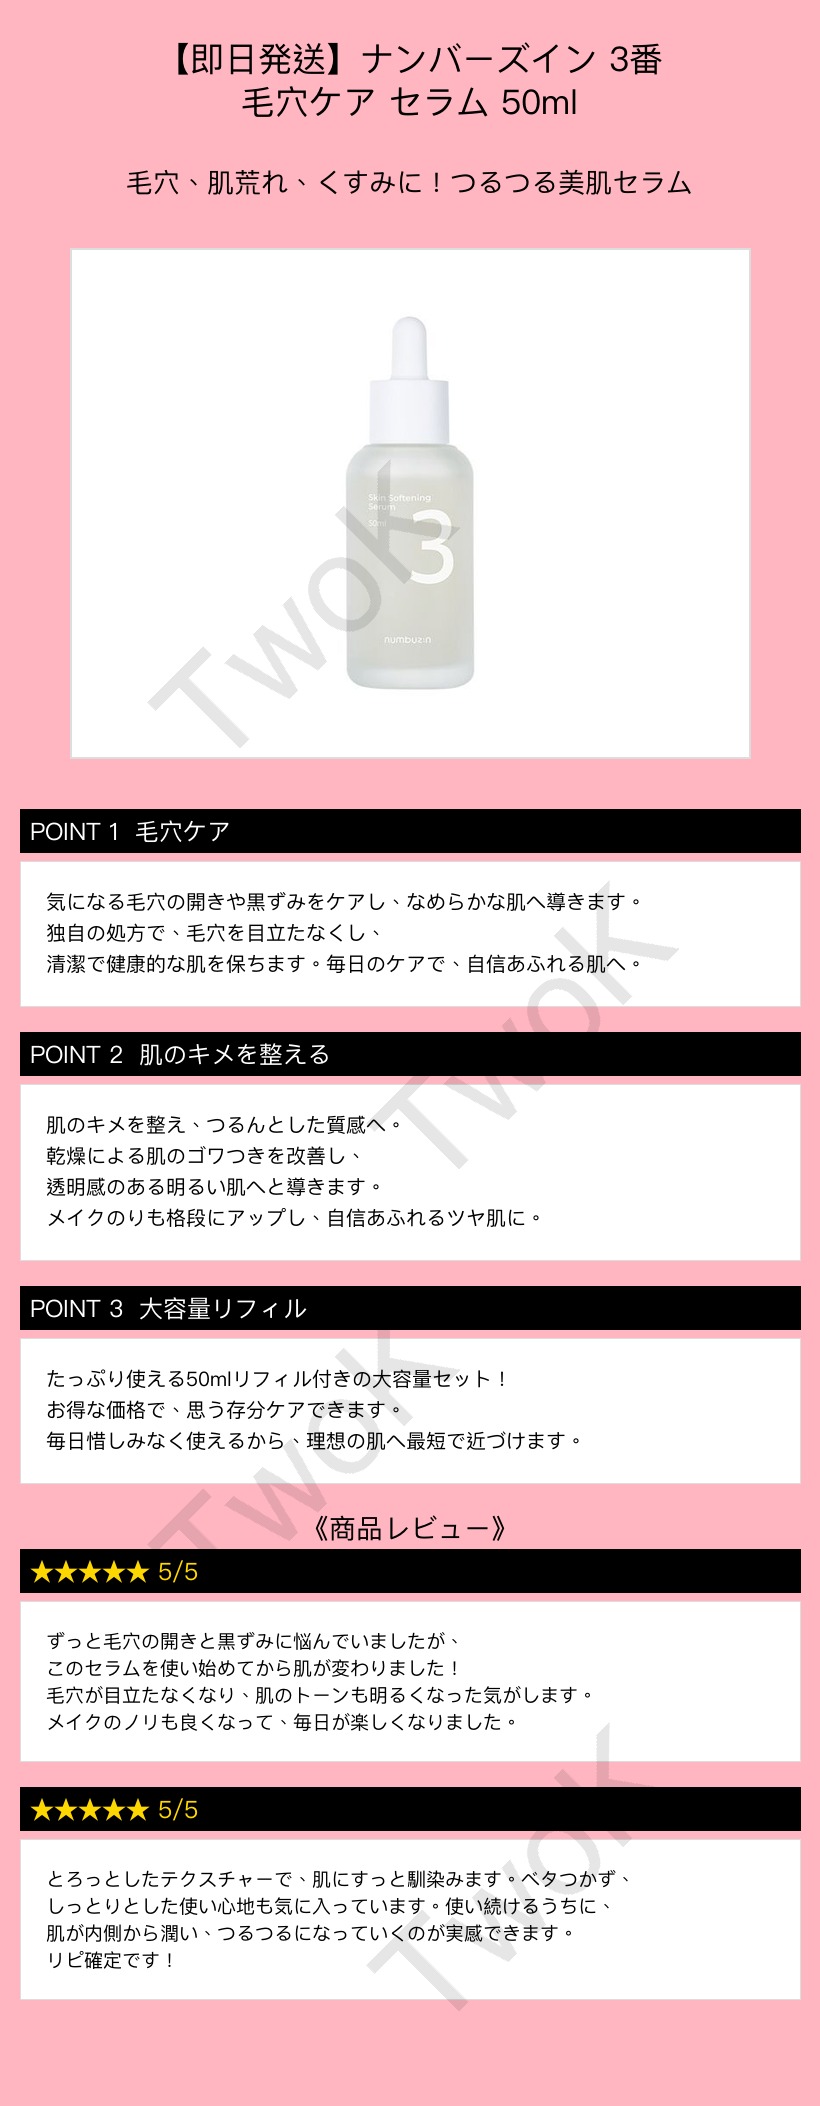 【即日発送】ナンバーズイン 3番
毛穴ケア セラム 50ml
毛穴、肌荒れ、くすみに！つるつる美肌セラム
Skin Softening
Serum
50ml
3
numbuzin
TwoK
POINT 1 毛穴ケア
気になる毛穴の開きや黒ずみをケアし、なめらかな肌へ導きます。
独自の処方で、毛穴を目立たなくし、
清潔で健康的な肌を保ちます。毎日のケアで、自信あふれる肌へ。
TwoK
POINT 2 肌のキメを整える
肌のキメを整え、つるんとした質感へ。
乾燥による肌のゴワつきを改善し、
透明感のある明るい肌へと導きます。
メイクのりも格段にアップし、自信あふれるツヤ肌に。
POINT 3 大容量リフィル
たっぷり使える50mlリフィル付きの大容量セット！
お得な価格で、思う存分ケアできます。
毎日惜しみなく使えるから、理想の肌へ最短で近づけます。
TwoK
《商品レビュー》
★★★★★ 5/5
ずっと毛穴の開きと黒ずみに悩んでいましたが、
このセラムを使い始めてから肌が変わりました！
毛穴が目立たなくなり、肌のトーンも明るくなった気がします。
メイクのノリも良くなって、毎日が楽しくなりました。
★★★★★ 5/5
とろっとしたテクスチャーで、肌にすっと馴染みます。ベタつかず、
しっとりとした使い心地も気に入っています。使い続けるうちに、
肌が内側から潤い、つるつるになっていくのが実感できます。
リピ確定です！
TwoK